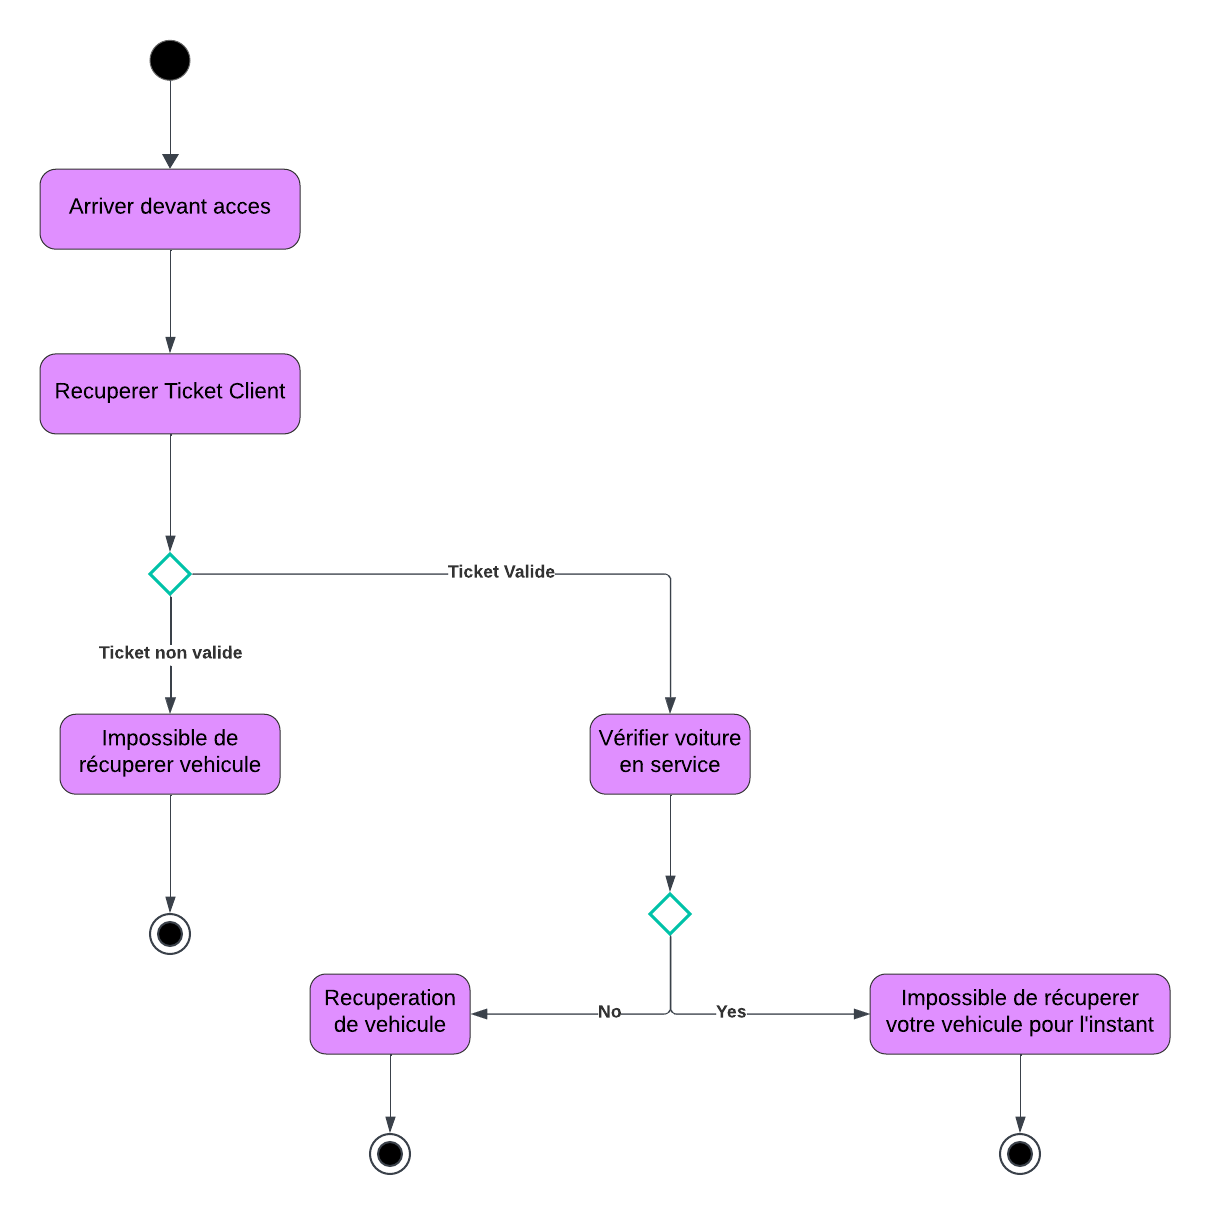 Arriver devant acces
Recuperer Ticket Client
Ticket Valide
Ticket non valide
Impossible de
récuperer vehicule
Vérifier voiture
en service
Recuperation
de vehicule
No
Yes
Impossible de récuperer
votre vehicule pour l'instant